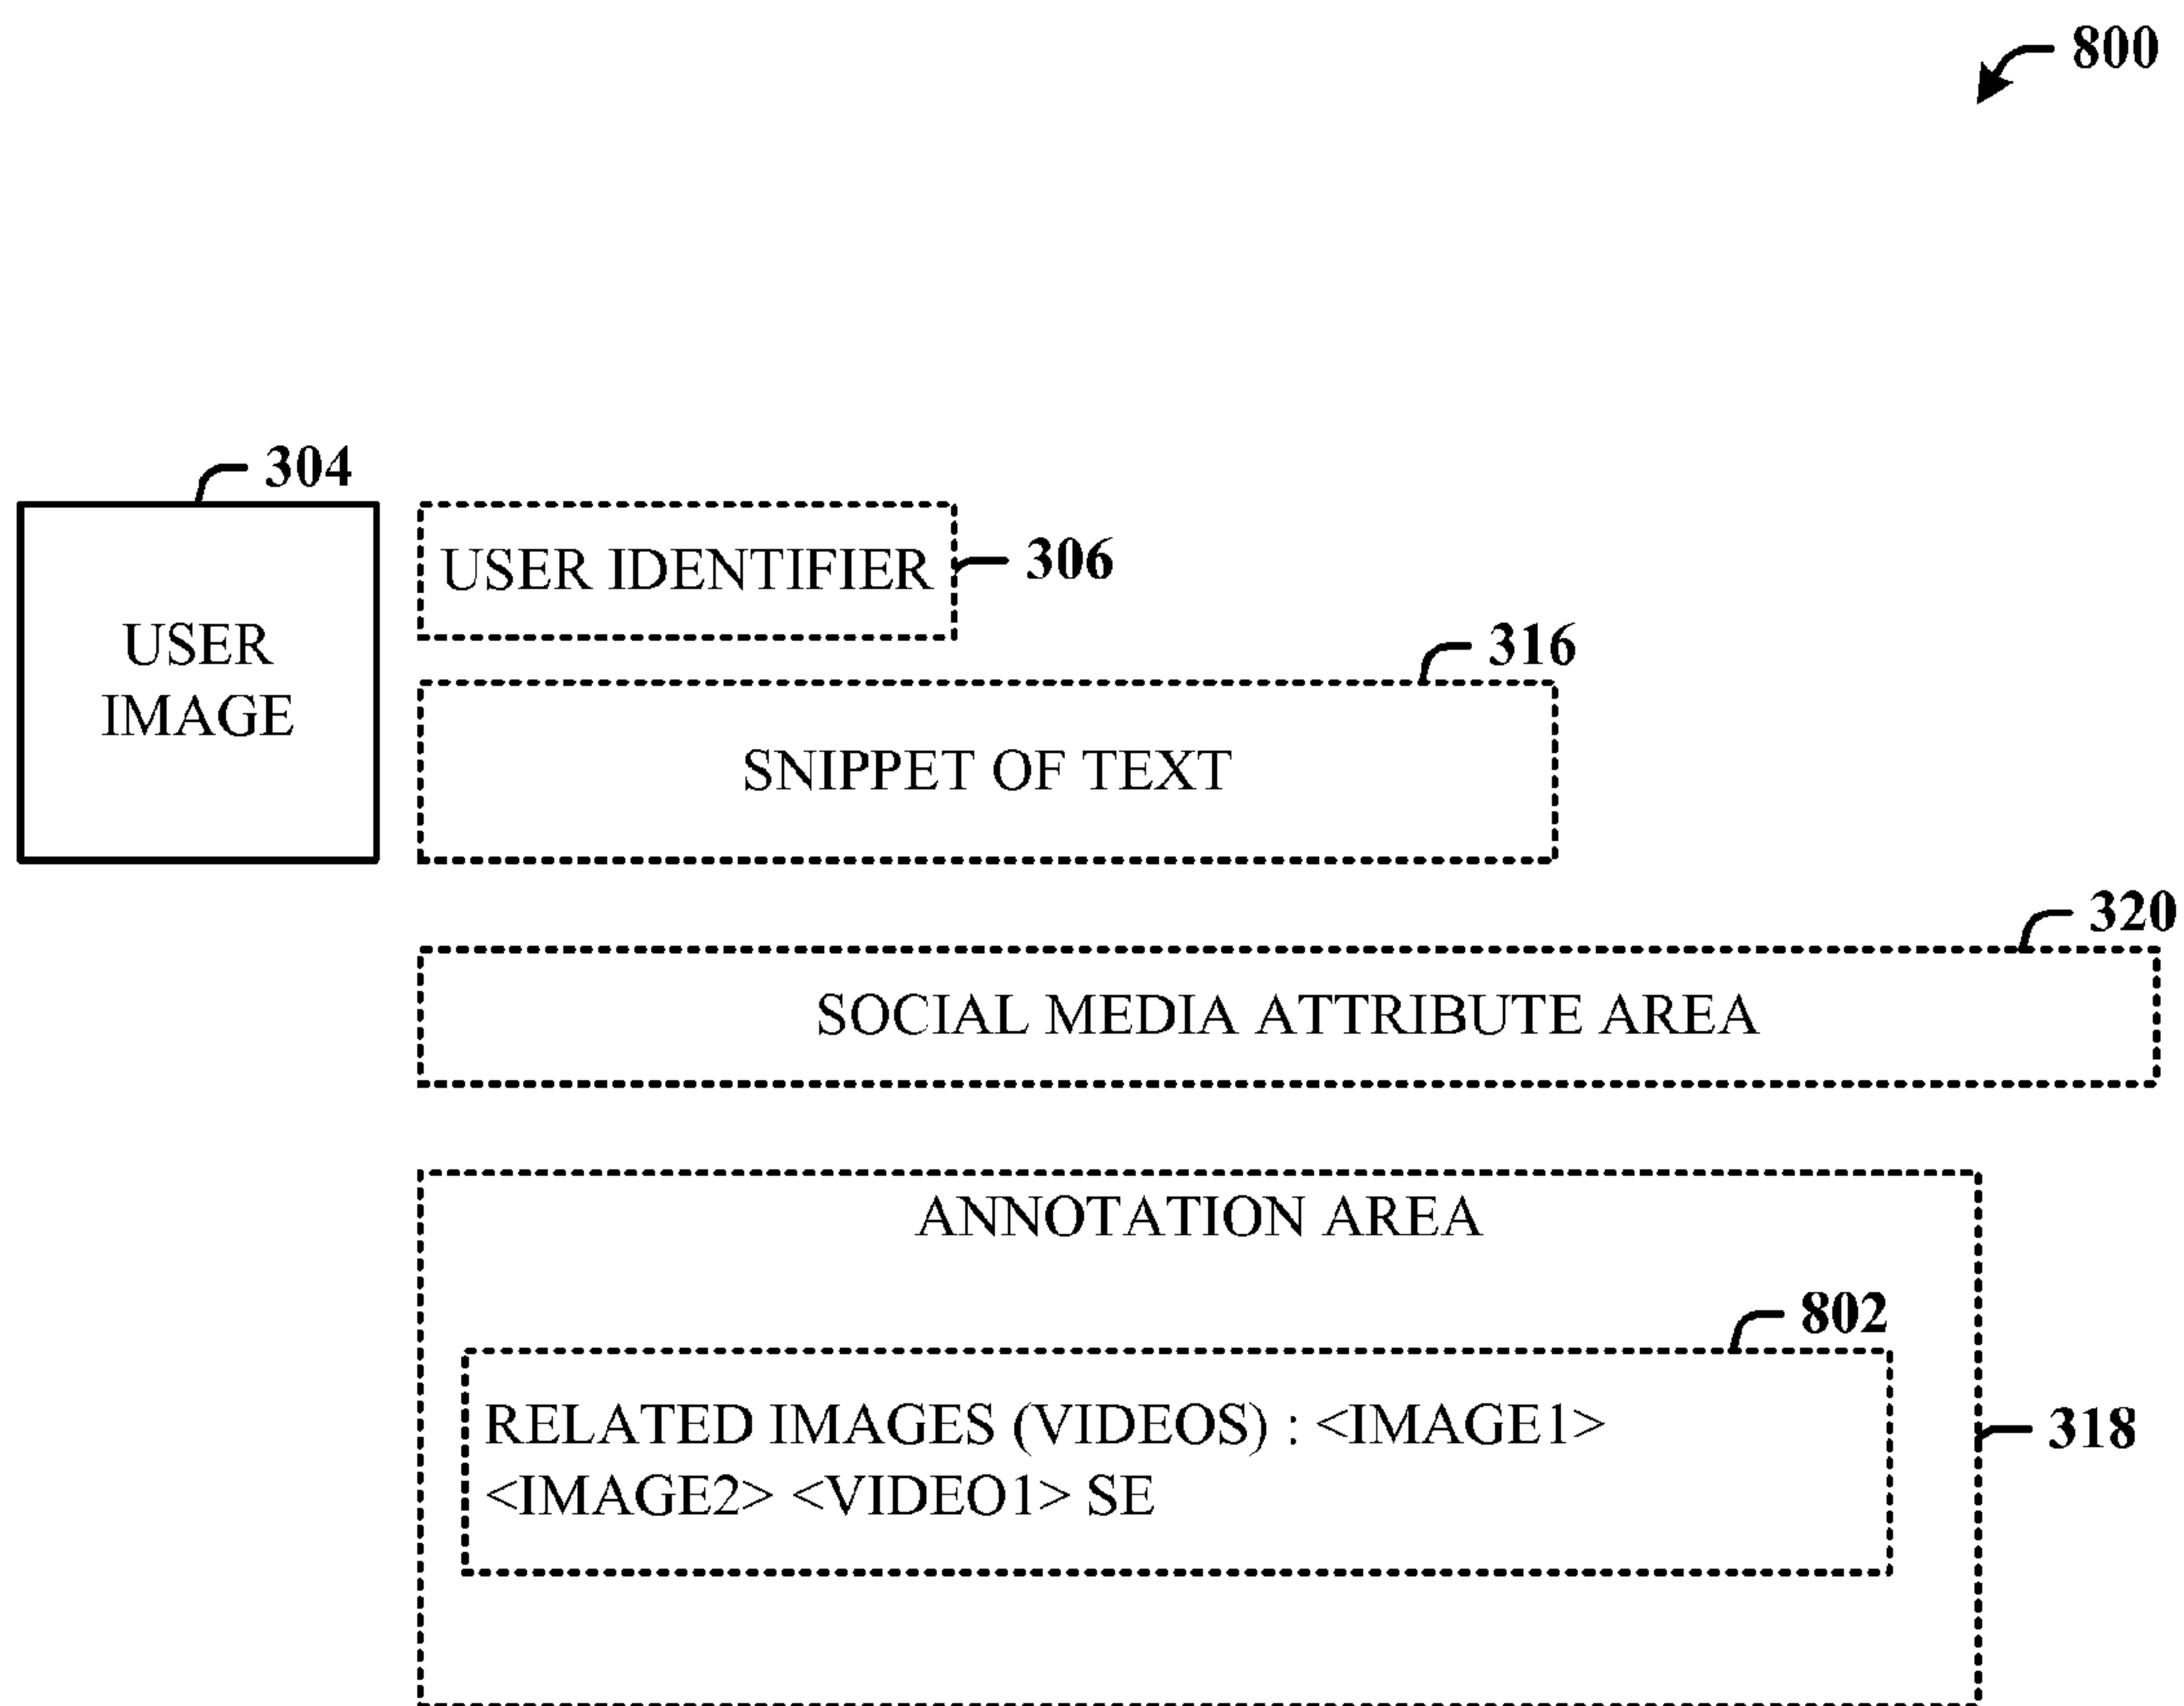 800
304
USER IDENTIFIER
306
USER
IMAGE
316
SNIPPET OF TEXT
320
SOCIAL MEDIA ATTRIBUTE AREA
ANNOTATION AREA
802
RELATED IMAGES (VIDEOS) : <IMAGE1>
<IMAGE2> <VIDEO1> SE
318